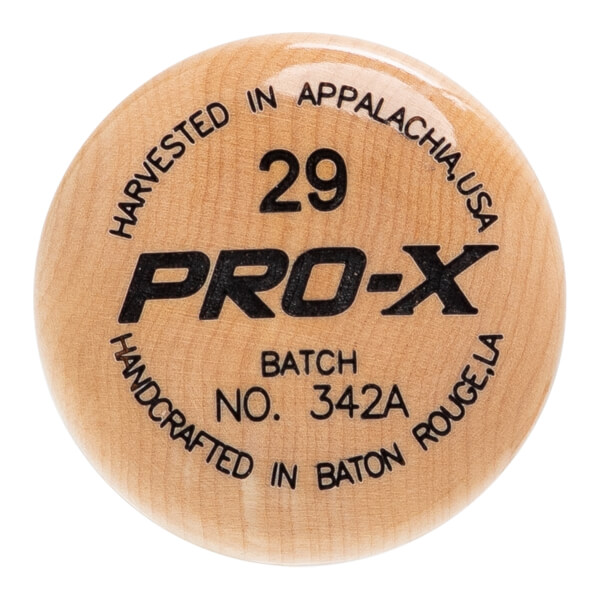 HARVESTED IN APPALACHIA, USA
29
PRO-X
BATCH
NO. 342A
HANDCRAFTED IN BATON ROUGE, LA